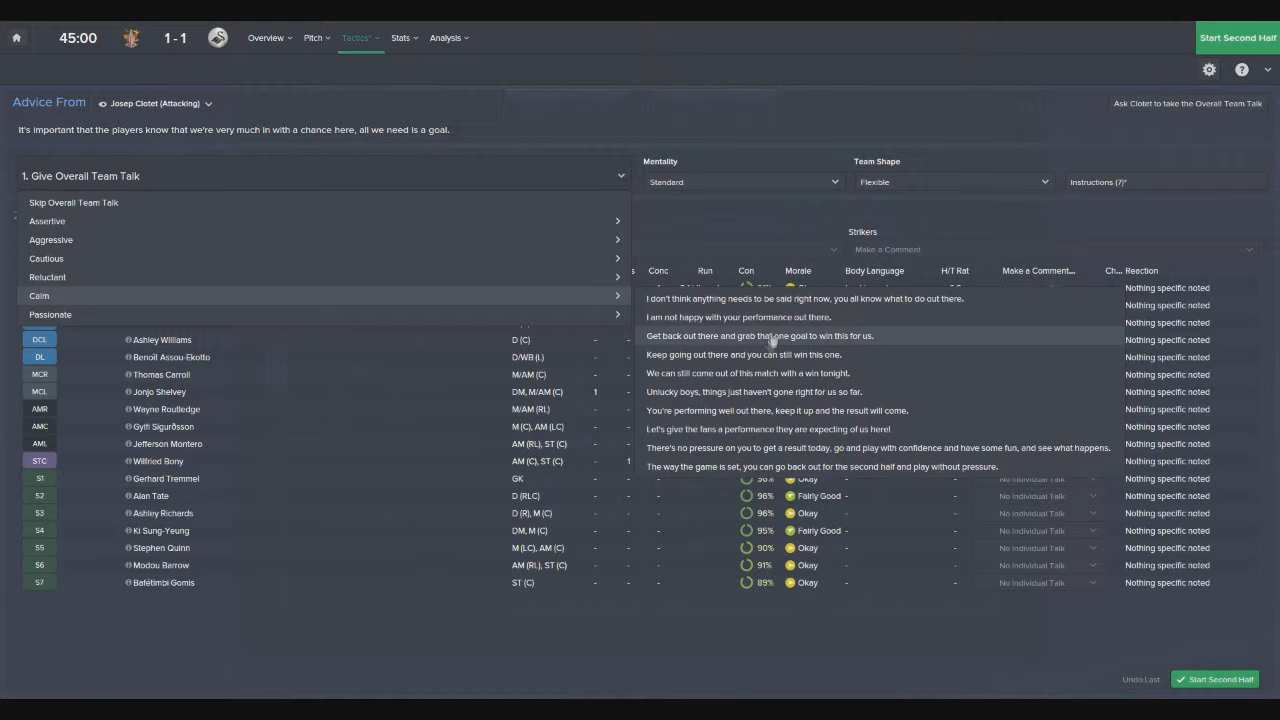 45:00 1 - 1 Overview Pitch Tactics* Stats Analysis Start Second Half
Advice From Josep Clotet (Attacking) Ask Clotet to take the Overall Team Talk
It's important that the players know that we're very much in with a chance here, all we need is a goal.
Mentality Team Shape
1. Give Overall Team Talk
Standard Flexible Instructions (7)*
Skip Overall Team Talk
Assertive
Strikers
Aggressive
Make a Comment
Cautious
s Conc Run Con Morale Body Language H/T Rat Make a Comment... Ch... Reaction
Reluctant
Nothing specific noted
Calm
I don't think anything needs to be said right now, you all know what to do out there.
Nothing specific noted
Passionate
I am not happy with your performance out there.
Nothing specific noted
DCL Ashley Williams D (C)
Get back out there and grab that one goal to win this for us.
Nothing specific noted
DL Benoît Assou-Ekotto D/WB (L) - -
Keep going out there and you can still win this one.
Nothing specific noted
MCR Thomas Carroll M/AM (C) - -
We can still come out of this match with a win tonight.
Nothing specific noted
MCL Jonjo Shelvey DM, M/AM (C) 1 -
Unlucky boys, things just haven't gone right for us so far.
Nothing specific noted
AMR Wayne Routledge M/AM (RL) - -
You're performing well out there, keep it up and the result will come.
Nothing specific noted
AMC Gylfi Sigurðsson M (C), AM (LC) - -
Let's give the fans a performance they are expecting of us here!
Nothing specific noted
AML Jefferson Montero AM (RL), ST (C) - -
There's no pressure on you to get a result today, go and play with confidence and have some fun, and see what happens.
Nothing specific noted
STC Wilfried Bony AM (C), ST (C) - 1
The way the game is set, you can go back out for the second half and play without pressure.
Nothing specific noted
S1 Gerhard Tremmel GK - - - - 96% Okay - - No Individual Talk Nothing specific noted
S2 Alan Tate D (RLC) - - - - 96% Fairly Good - - No Individual Talk Nothing specific noted
S3 Ashley Richards D (R), M (C) - - - - 96% Okay - - No Individual Talk Nothing specific noted
S4 Ki Sung-Yeung DM, M (C) - - - - 95% Fairly Good - - No Individual Talk Nothing specific noted
S5 Stephen Quinn M (LC), AM (C) - - - - 90% Okay - - No Individual Talk Nothing specific noted
S6 Modou Barrow AM (RL), ST (C) - - - - 91% Okay - - No Individual Talk Nothing specific noted
S7 Bafétimbi Gomis ST (C) - - - - 89% Okay - - No Individual Talk Nothing specific noted
Undo Last Start Second Half